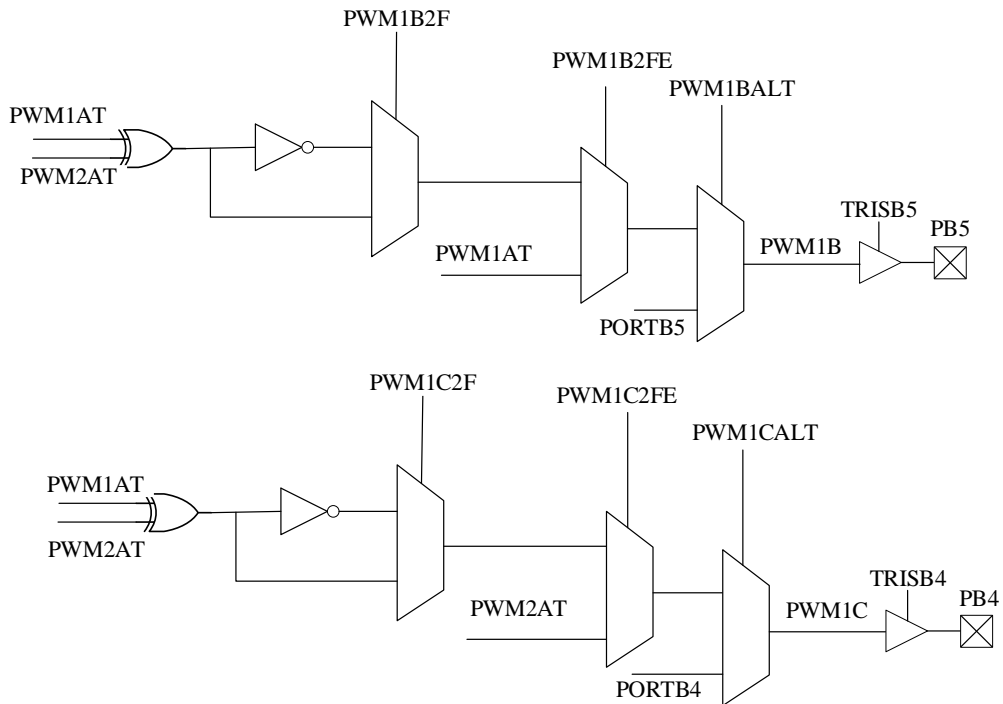 PWM1B2F
PWM1B2FE
PWM1BALT
PWM1AT
PWM2AT
TRISB5
PB5
PWM1B
PWM1AT
PORTB5
PWM1C2F
PWM1C2FE
PWM1CALT
PWM1AT
PWM2AT
TRISB4
PB4
PWM1C
PWM2AT
PORTB4